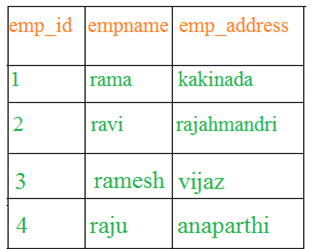 emp_id empname emp_address
1 rama kakinada
2 ravi rajahmandri
3 ramesh vijaz
4 raju anaparthi